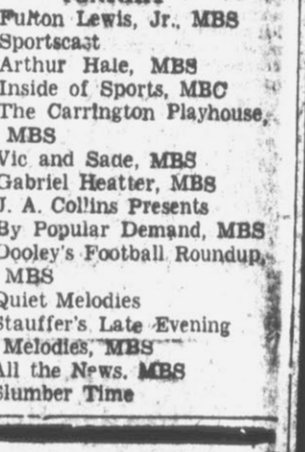 Fulton Lewis, Jr., MBS
Sportscast
Arthur Hale, MBS
Inside of Sports, MBC
The Carrington Playhouse,
MBS
Vic and Sade, MBS
Gabriel Heatter, MBS
J. A. Collins Presents
By Popular Demand, MBS
Dooley's Football Roundup,
MBS
Quiet Melodies
Stauffer's Late Evening
Melodies, MBS
All the News. MBS
Slumber Time